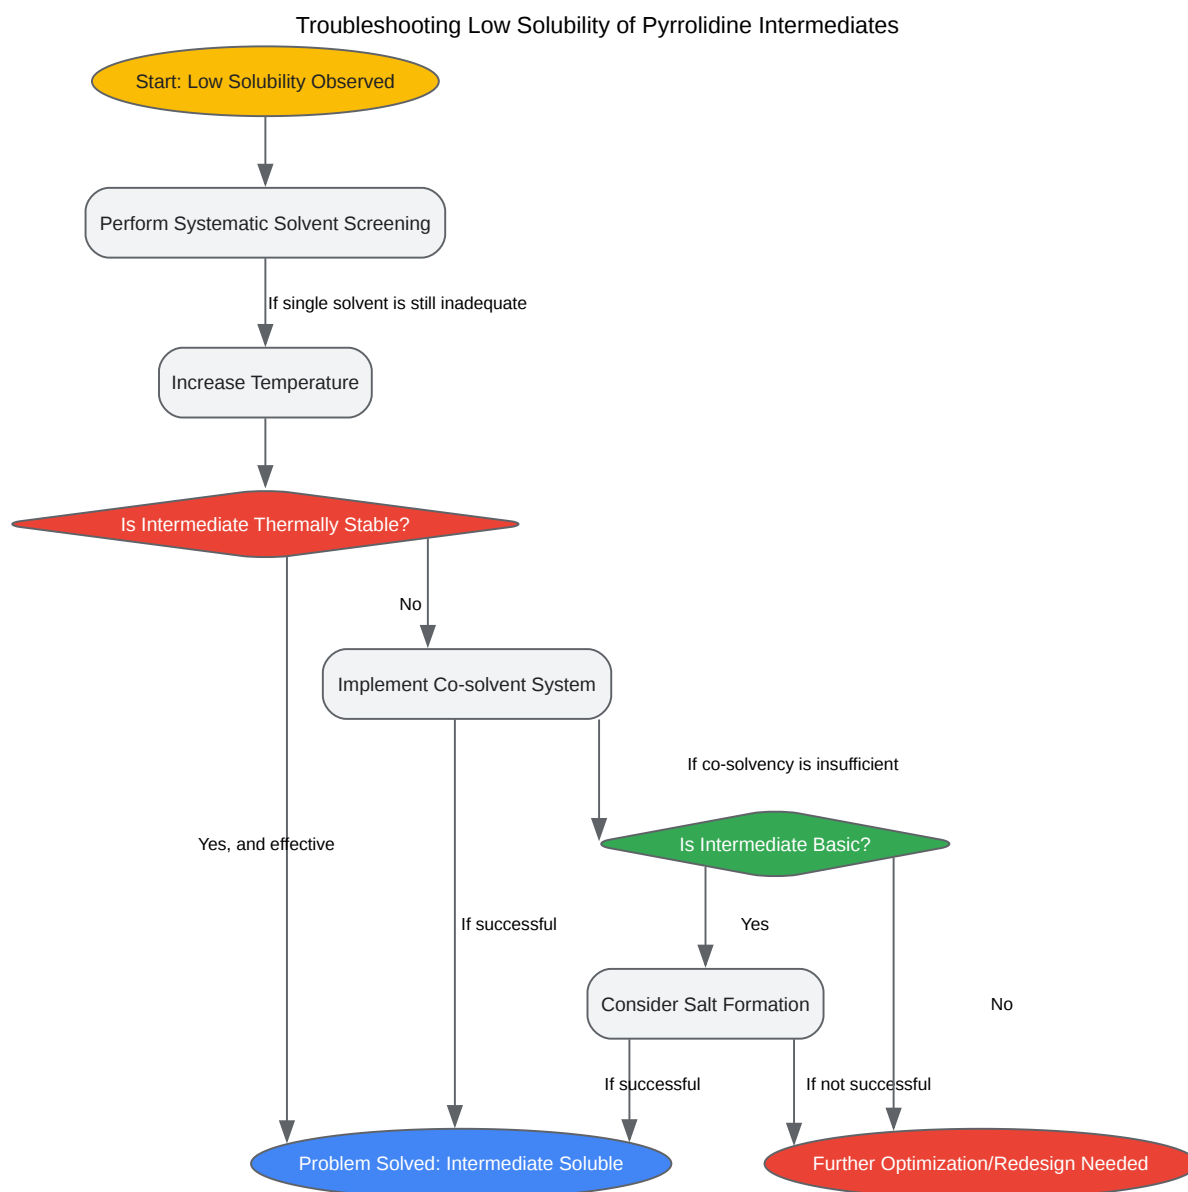 Troubleshooting Low Solubility of Pyrrolidine Intermediates
Start: Low Solubility Observed
Perform Systematic Solvent Screening
If single solvent is still inadequate
Increase Temperature
Is Intermediate Thermally Stable?
No
Implement Co-solvent System
If co-solvency is insufficient
Yes, and effective
Is Intermediate Basic?
If successful
Yes
Consider Salt Formation
No
If successful
If not successful
Problem Solved: Intermediate Soluble
Further Optimization/Redesign Needed